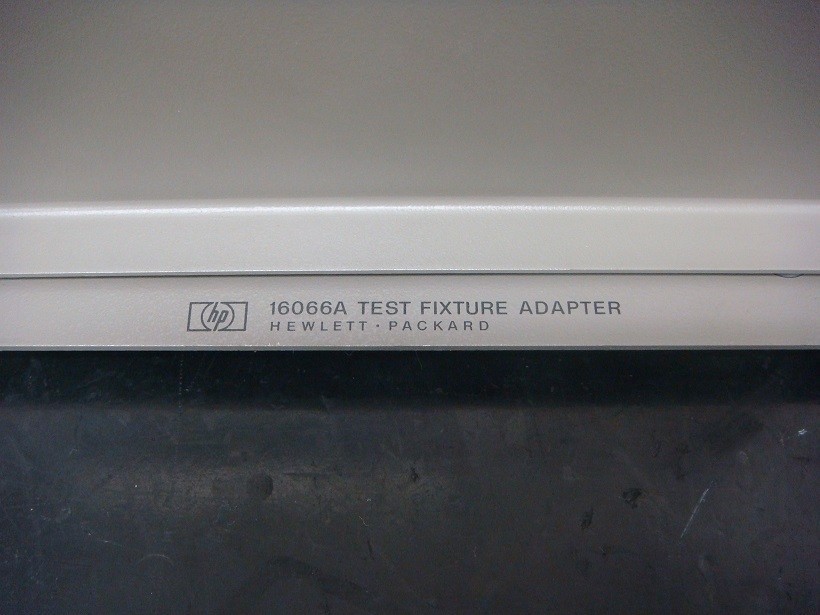 hp 16066A TEST FIXTURE ADAPTER
HEWLETT · PACKARD